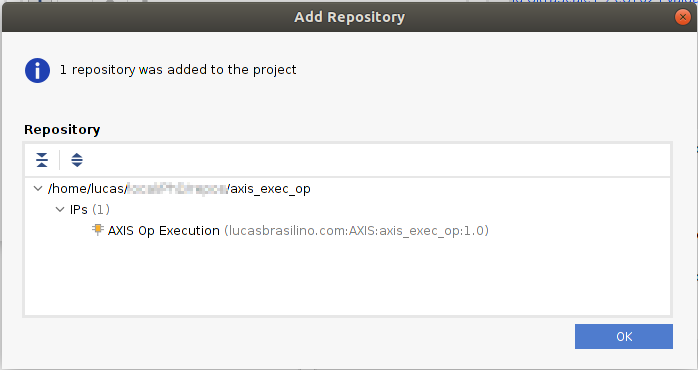 Add Repository
1 repository was added to the project
Repository
/home/lucas/ /axis_exec_op
IPs (1)
AXIS Op Execution (lucasbrasilino.com:AXIS:axis_exec_op:1.0)
OK